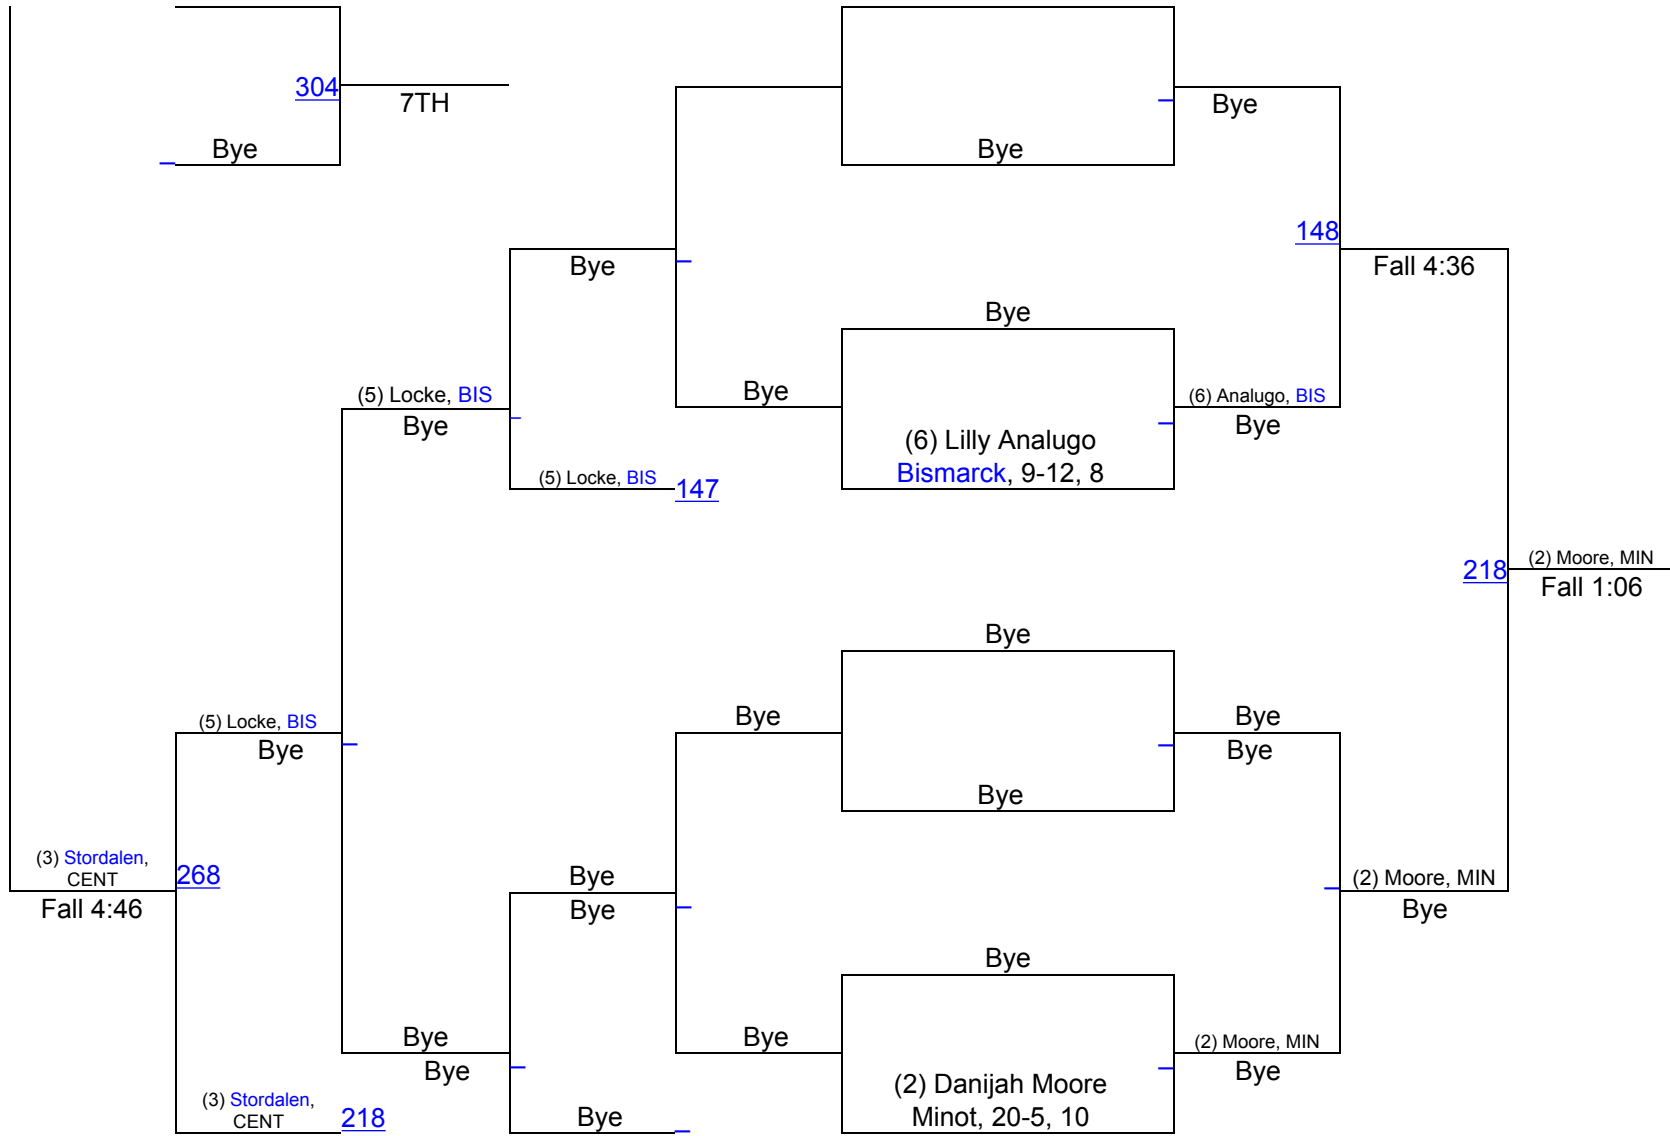 304
7TH
Bye
Bye
Bye
Bye
148
Fall 4:36
Bye
Bye
(5) Locke, BIS
Bye
Bye
(6) Analugo, BIS
Bye
(6) Lilly Analugo
Bismarck, 9-12, 8
(5) Locke, BIS
147
218
(2) Moore, MIN
Fall 1:06
Bye
(5) Locke, BIS
Bye
Bye
Bye
Bye
Bye
(3) Stordalen,
CENT
268
Fall 4:46
Bye
Bye
(2) Moore, MIN
Bye
Bye
Bye
Bye
Bye
(2) Moore, MIN
Bye
(2) Danijah Moore
Minot, 20-5, 10
(3) Stordalen,
CENT
218
Bye